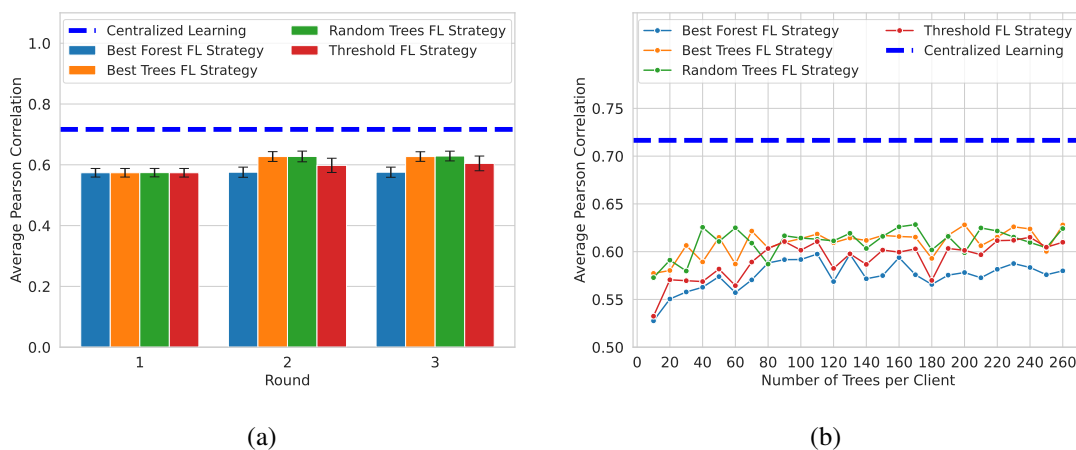 Centralized Learning
Best Forest FL Strategy
Best Trees FL Strategy
Random Trees FL Strategy
Threshold FL Strategy
Average Pearson Correlation
1.0
0.8
0.6
0.4
0.2
0.0
1 2 3
Round
(a)
Best Forest FL Strategy
Best Trees FL Strategy
Random Trees FL Strategy
Threshold FL Strategy
Centralized Learning
Average Pearson Correlation
0.75
0.70
0.65
0.60
0.55
0.50
0 20 40 60 80 100 120 140 160 180 200 220 240 260
Number of Trees per Client
(b)